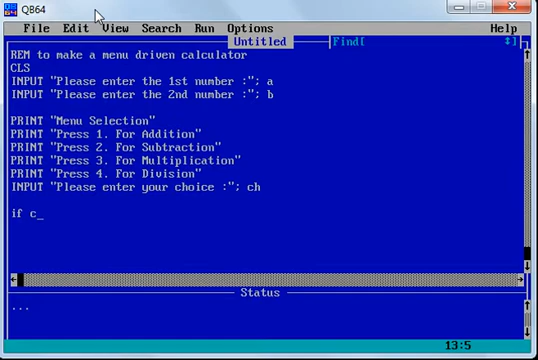 QB64
File Edit View Search Run Options Help
Untitled Find[ ]
REM to make a menu driven calculator
CLS
INPUT "Please enter the 1st number :"; a
INPUT "Please enter the 2nd number :"; b
PRINT "Menu Selection"
PRINT "Press 1. For Addition"
PRINT "Press 2. For Subtraction"
PRINT "Press 3. For Multiplication"
PRINT "Press 4. For Division"
INPUT "Please enter your choice :"; ch
if c_
Status
...
13:5